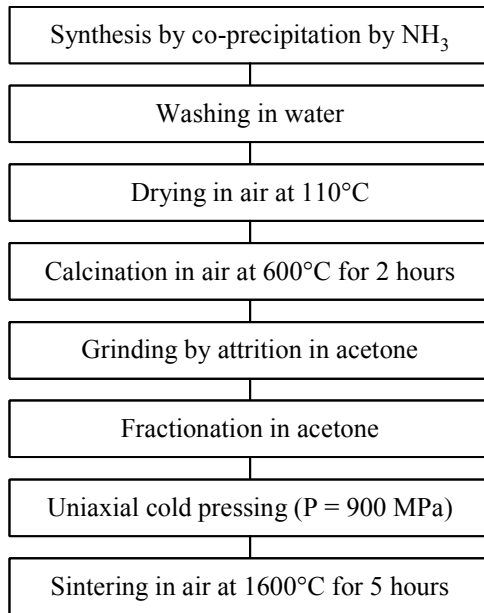 Synthesis by co-precipitation by NH₃
Washing in water
Drying in air at 110°C
Calcination in air at 600°C for 2 hours
Grinding by attrition in acetone
Fractionation in acetone
Uniaxial cold pressing (P = 900 MPa)
Sintering in air at 1600°C for 5 hours